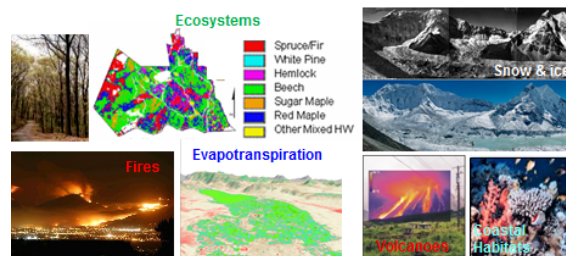 Ecosystems
Spruce/Fir
White Pine
Hemlock
Beech
Sugar Maple
Red Maple
Other Mixed HW
Snow & ice
Fires
Evapotranspiration
Volcanoes
Coastal
Habitats